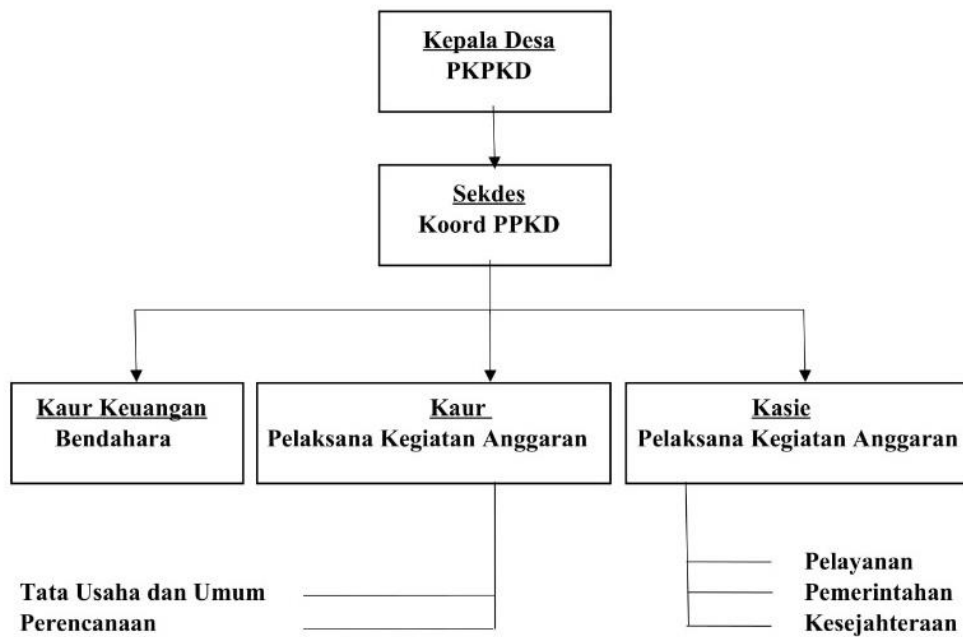 Kepala Desa
PKPKD
Sekdes
Koord PPKD
Kaur Keuangan
Bendahara
Kaur
Pelaksana Kegiatan Anggaran
Kasie
Pelaksana Kegiatan Anggaran
Tata Usaha dan Umum
Perencanaan
Pelayanan
Pemerintahan
Kesejahteraan